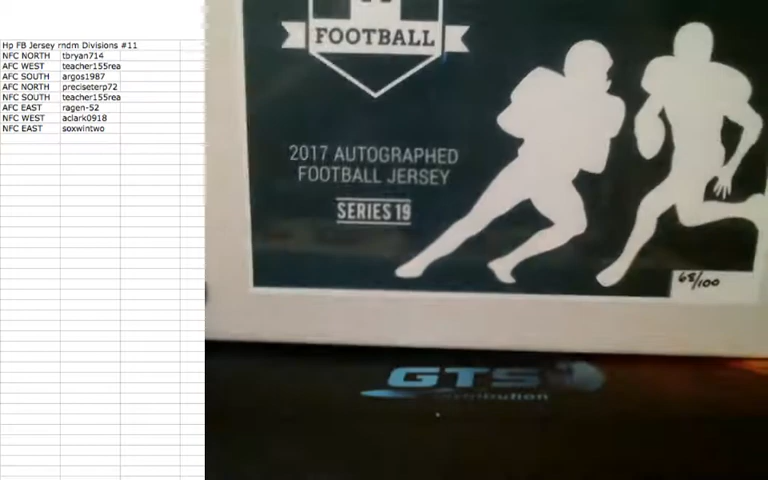 Hp FB Jersey rndm Divisions #11
NFC NORTH tbryan714
AFC WEST teacher155rea
AFC SOUTH argos1987
AFC NORTH preciseterp72
NFC SOUTH teacher155rea
AFC EAST ragen-52
NFC WEST aclark0918
NFC EAST soxwintwo
FOOTBALL
2017 AUTOGRAPHED
FOOTBALL JERSEY
SERIES 19
68/100
GTS
distribution